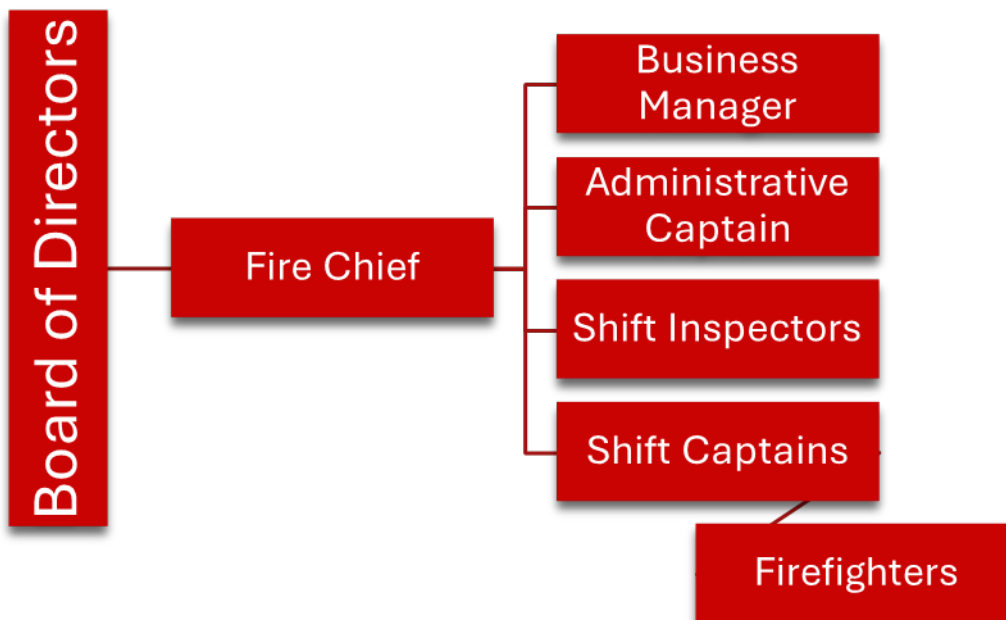 Board of Directors
Fire Chief
Business
Manager
Administrative
Captain
Shift Inspectors
Shift Captains
Firefighters